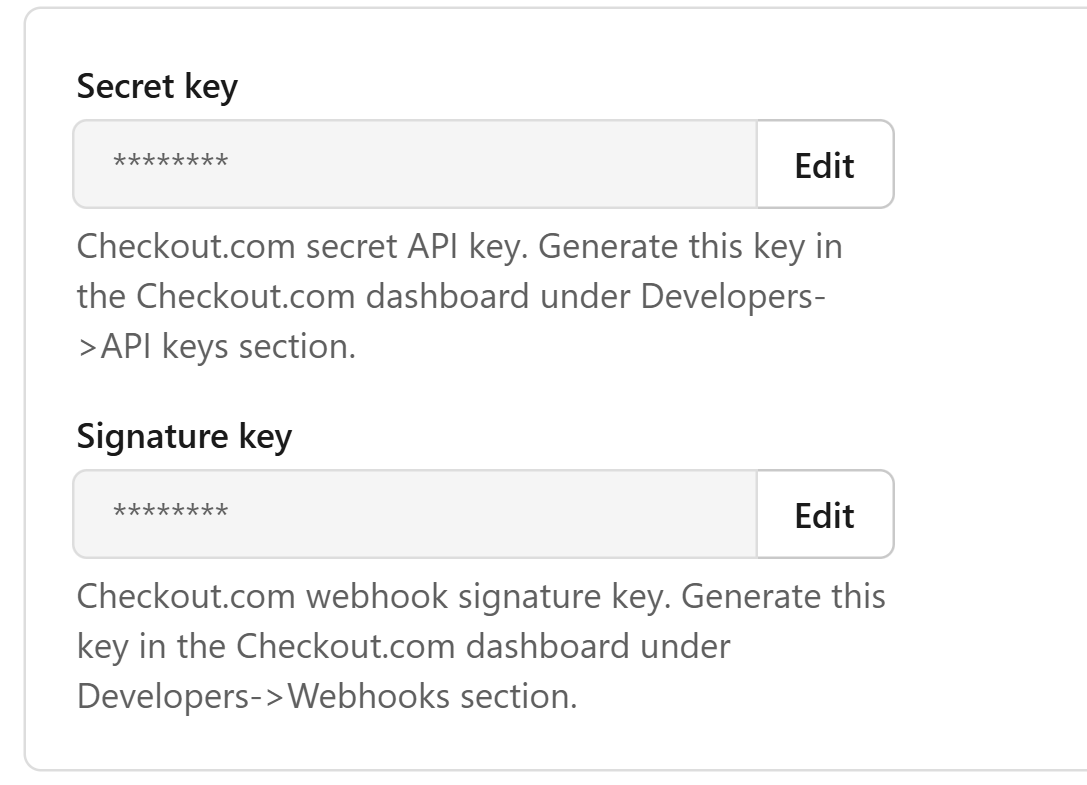 Secret key
********
Edit
Checkout.com secret API key. Generate this key in
the Checkout.com dashboard under Developers-
>API keys section.
Signature key
********
Edit
Checkout.com webhook signature key. Generate this
key in the Checkout.com dashboard under
Developers->Webhooks section.